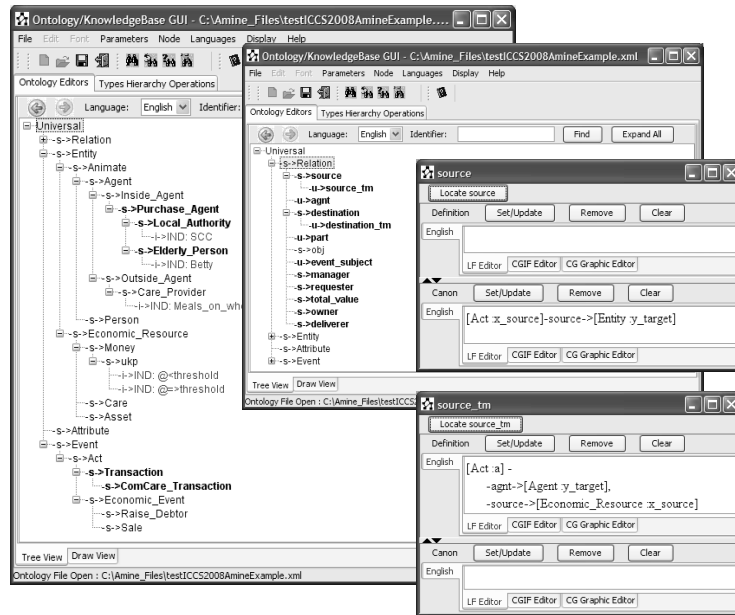 Ontology/KnowledgeBase GUI - C:\Amine_Files\testICCS2008AmineExample....
File Edit Font Parameters Node Languages Display Help
Ontology Editors Types Hierarchy Operations
Language: English Identifier:
Universal
-s->Relation
-s->Entity
-s->Animate
-s->Agent
-s->Inside_Agent
-s->Purchase_Agent
-s->Local_Authority
-i->IND: SCC
-s->Elderly_Person
-i->IND: Betty
-s->Outside_Agent
-s->Care_Provider
-i->IND: Meals_on_whe
-s->Person
-s->Economic_Resource
-s->Money
-s->ukp
-i->IND: @<threshold
-i->IND: @=>threshold
-s->Care
-s->Asset
-s->Attribute
-s->Event
-s->Act
-s->Transaction
-s->ComCare_Transaction
-s->Economic_Event
-s->Raise_Debtor
-s->Sale
Tree View Draw View
Ontology File Open : C:\Amine_Files\testICCS2008AmineExample.xml
Ontology/KnowledgeBase GUI - C:\Amine_Files\testICCS2008AmineExample.xml
File Edit Font Parameters Node Languages Display Help
Ontology Editors Types Hierarchy Operations
Language: English Identifier: Find Expand All
Universal
-s->Relation
-s->source
-u->source_tm
-u->agnt
-s->destination
-u->destination_tm
-u->part
-s->obj
-u->event_subject
-s->manager
-s->requester
-s->total_value
-s->owner
-s->deliverer
-s->Entity
-s->Attribute
-s->Event
Tree View Draw View
Ontology File Open : C:\Amine_Files\testICCS2
source
Locate source
Definition Set/Update Remove Clear
English
LF Editor CGIF Editor CG Graphic Editor
Canon Set/Update Remove Clear
English
[Act :x_source]-source->[Entity :y_target]
LF Editor CGIF Editor CG Graphic Editor
source_tm
Locate source_tm
Definition Set/Update Remove Clear
English
[Act :a] -
-agnt->[Agent :y_target],
-source->[Economic_Resource :x_source]
LF Editor CGIF Editor CG Graphic Editor
Canon Set/Update Remove Clear
English
LF Editor CGIF Editor CG Graphic Editor